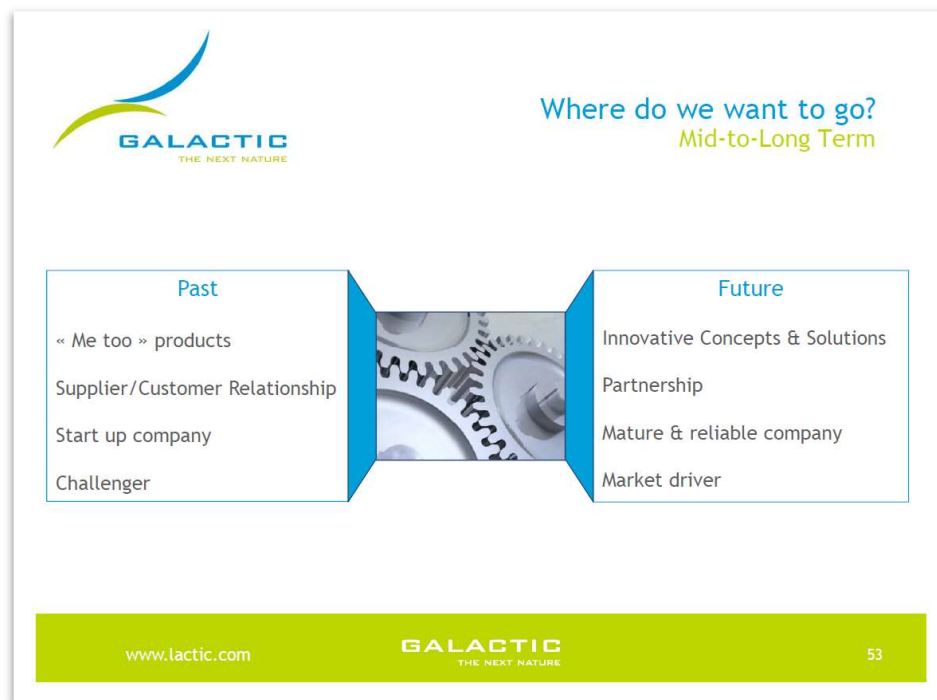 GALACTIC
THE NEXT NATURE
Where do we want to go?
Mid-to-Long Term
Past
« Me too » products
Supplier/Customer Relationship
Start up company
Challenger
Future
Innovative Concepts & Solutions
Partnership
Mature & reliable company
Market driver
www.lactic.com
GALACTIC
THE NEXT NATURE
53